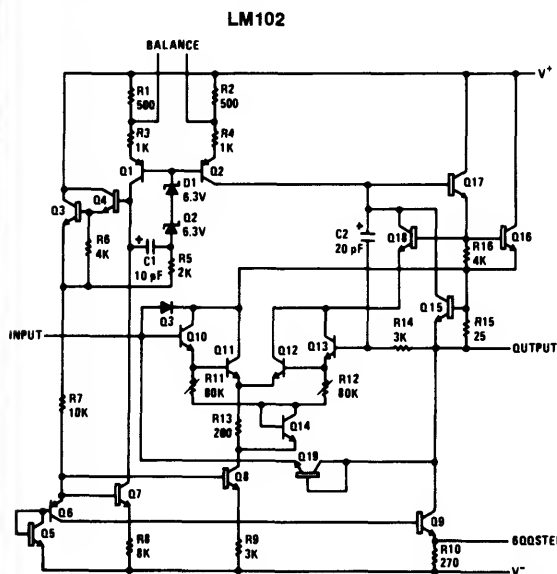 LM102
BALANCE
V+
R1
500
R2
500
R3
1K
R4
1K
Q1
Q2
D1
6.3V
Q4
Q3
Q17
Q2
6.3V
R6
4K
C1
10 pF
R5
2K
C2
20 pF
Q18
R16
4K
Q16
Q3
Q15
INPUT
Q10
Q11
Q12
Q13
R14
3K
R15
25
OUTPUT
R11
80K
R12
80K
R7
10K
R13
200
Q14
Q19
Q6
Q7
Q8
Q9
Q5
R8
8K
R9
3K
BOOSTER
R10
270
V-